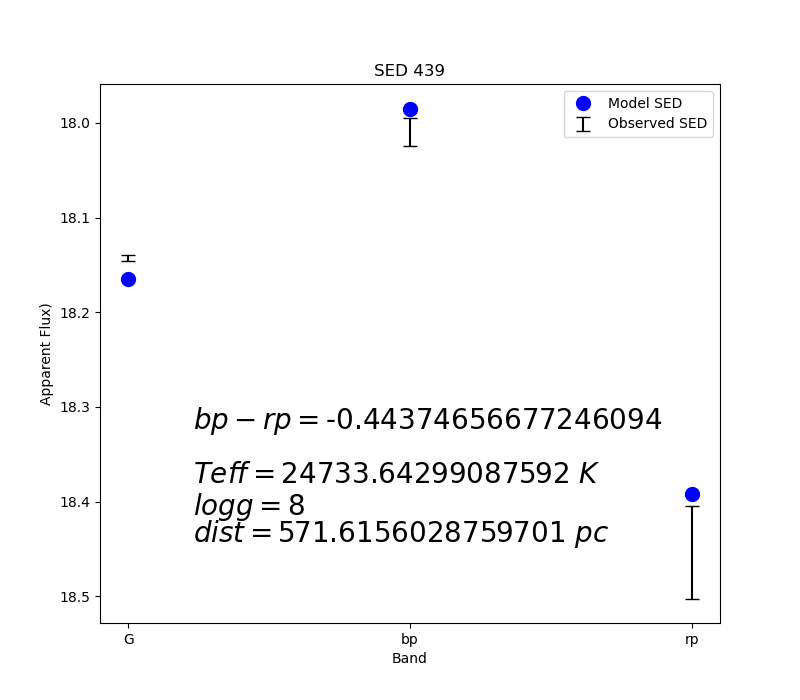 SED 439
Model SED
Observed SED
18.0
18.1
18.2
18.3
18.4
18.5
Apparent Flux)
bp − rp = -0.44374656677246094
Teff = 24733.64299087592 K
logg = 8
dist = 571.6156028759701 pc
G bp rp
Band